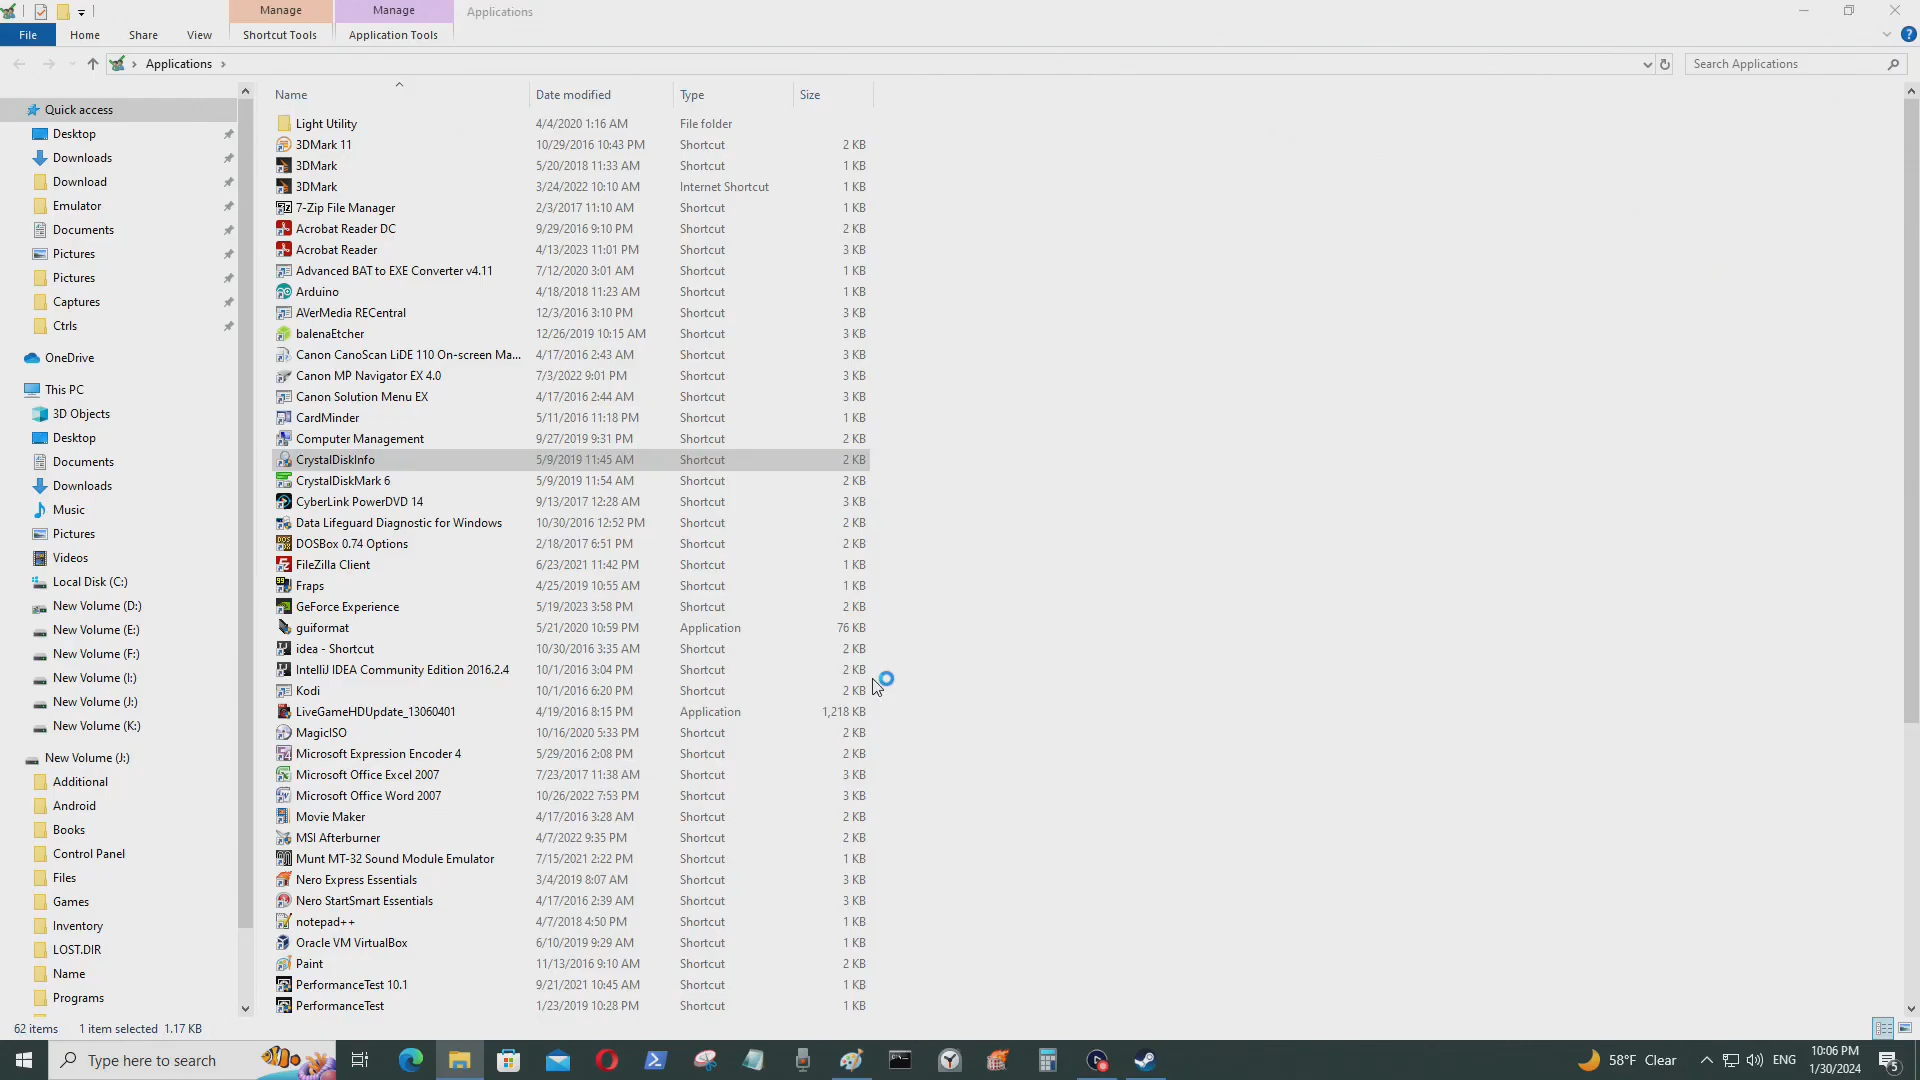 Manage
Manage
Applications
File
Home
Share
View
Shortcut Tools
Application Tools
Applications
Search Applications
Name
Date modified
Type
Size
Quick access
Desktop
Downloads
Download
Emulator
Documents
Pictures
Pictures
Captures
Ctrls
OneDrive
This PC
3D Objects
Desktop
Documents
Downloads
Music
Pictures
Videos
Local Disk (C:)
New Volume (D:)
New Volume (E:)
New Volume (F:)
New Volume (I:)
New Volume (J:)
New Volume (K:)
New Volume (J:)
Additional
Android
Books
Control Panel
Files
Games
Inventory
LOST.DIR
Name
Programs
Light Utility 4/4/2020 1:16 AM File folder
3DMark 11 10/29/2016 10:43 PM Shortcut 2 KB
3DMark 5/20/2018 11:33 AM Shortcut 1 KB
3DMark 3/24/2022 10:10 AM Internet Shortcut 1 KB
7-Zip File Manager 2/3/2017 11:10 AM Shortcut 1 KB
Acrobat Reader DC 9/29/2016 9:10 PM Shortcut 2 KB
Acrobat Reader 4/13/2023 11:01 PM Shortcut 3 KB
Advanced BAT to EXE Converter v4.11 7/12/2020 3:01 AM Shortcut 1 KB
Arduino 4/18/2018 11:23 AM Shortcut 1 KB
AVerMedia RECentral 12/3/2016 3:10 PM Shortcut 3 KB
balenaEtcher 12/26/2019 10:15 AM Shortcut 3 KB
Canon CanoScan LiDE 110 On-screen Ma... 4/17/2016 2:43 AM Shortcut 3 KB
Canon MP Navigator EX 4.0 7/3/2022 9:01 PM Shortcut 3 KB
Canon Solution Menu EX 4/17/2016 2:44 AM Shortcut 3 KB
CardMinder 5/11/2016 11:18 PM Shortcut 1 KB
Computer Management 9/27/2019 9:31 PM Shortcut 2 KB
CrystalDiskInfo 5/9/2019 11:45 AM Shortcut 2 KB
CrystalDiskMark 6 5/9/2019 11:54 AM Shortcut 2 KB
CyberLink PowerDVD 14 9/13/2017 12:28 AM Shortcut 3 KB
Data Lifeguard Diagnostic for Windows 10/30/2016 12:52 PM Shortcut 2 KB
DOSBox 0.74 Options 2/18/2017 6:51 PM Shortcut 2 KB
FileZilla Client 6/23/2021 11:42 PM Shortcut 1 KB
Fraps 4/25/2019 10:55 AM Shortcut 1 KB
GeForce Experience 5/19/2023 3:58 PM Shortcut 2 KB
guiformat 5/21/2020 10:59 PM Application 76 KB
idea - Shortcut 10/30/2016 3:35 AM Shortcut 2 KB
IntelliJ IDEA Community Edition 2016.2.4 10/1/2016 3:04 PM Shortcut 2 KB
Kodi 10/1/2016 6:20 PM Shortcut 2 KB
LiveGameHDUpdate_13060401 4/19/2016 8:15 PM Application 1,218 KB
MagicISO 10/16/2020 5:33 PM Shortcut 2 KB
Microsoft Expression Encoder 4 5/29/2016 2:08 PM Shortcut 2 KB
Microsoft Office Excel 2007 7/23/2017 11:38 AM Shortcut 3 KB
Microsoft Office Word 2007 10/26/2022 7:53 PM Shortcut 3 KB
Movie Maker 4/17/2016 3:28 AM Shortcut 2 KB
MSI Afterburner 4/7/2022 9:35 PM Shortcut 2 KB
Munt MT-32 Sound Module Emulator 7/15/2021 2:22 PM Shortcut 1 KB
Nero Express Essentials 3/4/2019 8:07 AM Shortcut 3 KB
Nero StartSmart Essentials 4/17/2016 2:39 AM Shortcut 3 KB
notepad++ 4/7/2018 4:50 PM Shortcut 1 KB
Oracle VM VirtualBox 6/10/2019 9:29 AM Shortcut 1 KB
Paint 11/13/2016 9:10 AM Shortcut 2 KB
PerformanceTest 10.1 9/21/2021 10:45 AM Shortcut 1 KB
PerformanceTest 1/23/2019 10:28 PM Shortcut 1 KB
62 items 1 item selected 1.17 KB
Type here to search
58°F Clear
ENG
10:06 PM
1/30/2024
5